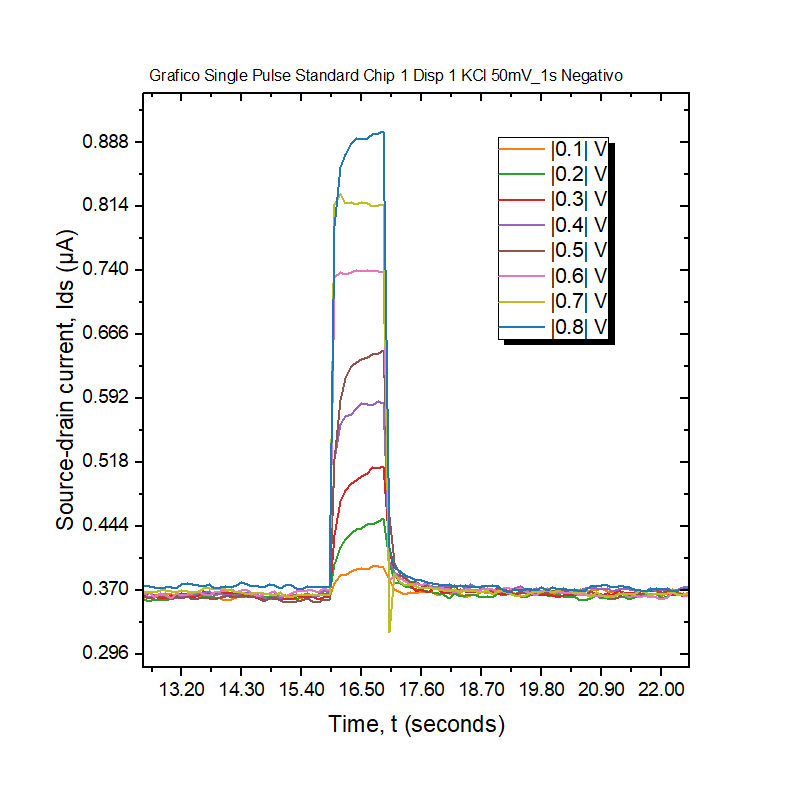 Grafico Single Pulse Standard Chip 1 Disp 1 KCl 50mV_1s Negativo
0.888
0.814
0.740
0.666
0.592
0.518
0.444
0.370
0.296
Source-drain current, Ids (µA)
|0.1| V
|0.2| V
|0.3| V
|0.4| V
|0.5| V
|0.6| V
|0.7| V
|0.8| V
13.20 14.30 15.40 16.50 17.60 18.70 19.80 20.90 22.00
Time, t (seconds)